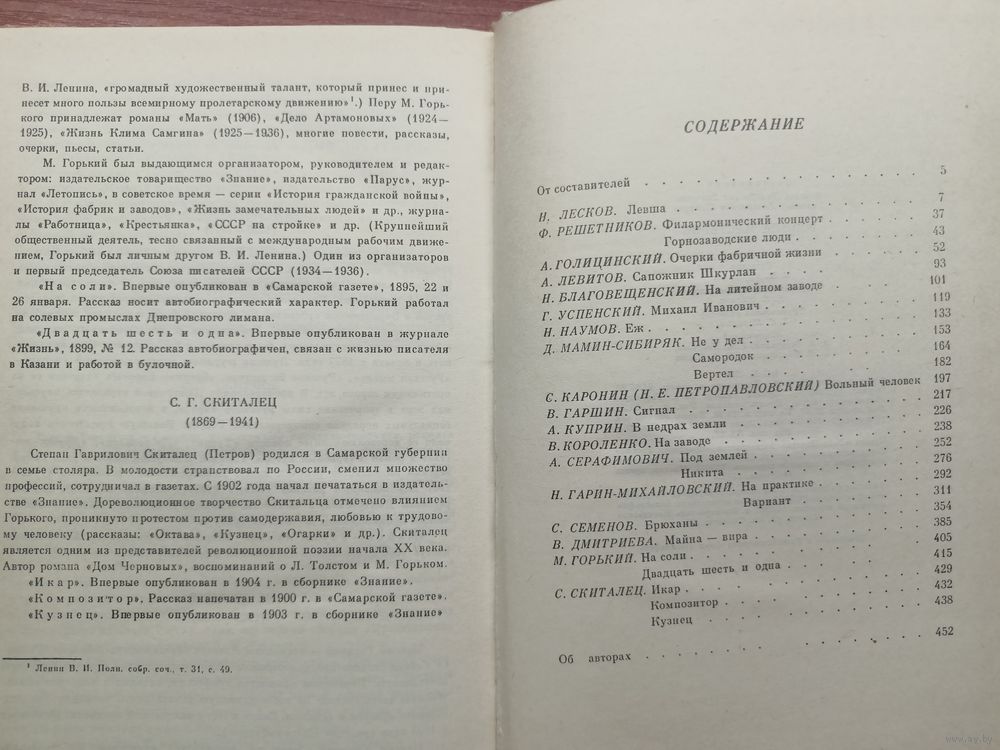 В. И. Ленина, «громадный художественный талант, который принес и при-
несет много пользы всемирному пролетарскому движению»¹.) Перу М. Горь-
кого принадлежат романы «Мать» (1906), «Дело Артамоновых» (1924—
1925), «Жизнь Клима Самгина» (1925—1936), многие повести, рассказы,
очерки, пьесы, статьи.
М. Горький был выдающимся организатором, руководителем и редак-
тором: издательское товарищество «Знание», издательство «Парус», жур-
нал «Летопись», в советское время — серии «История гражданской войны»,
«История фабрик и заводов», «Жизнь замечательных людей» и др., журна-
лы «Работница», «Крестьянка», «СССР на стройке» и др. (Крупнейший
общественный деятель, тесно связанный с международным рабочим движе-
нием, Горький был личным другом В. И. Ленина.) Один из организаторов
и первый председатель Союза писателей СССР (1934—1936).
«На соли». Впервые опубликован в «Самарской газете», 1895, 22 и
26 января. Рассказ носит автобиографический характер. Горький работал
на солевых промыслах Днепровского лимана.
«Двадцать шесть и одна». Впервые опубликован в журнале
«Жизнь», 1899, № 12. Рассказ автобиографичен, связан с жизнью писателя
в Казани и работой в булочной.
С. Г. СКИТАЛЕЦ
(1869—1941)
Степан Гаврилович Скиталец (Петров) родился в Самарской губернии
в семье столяра. В молодости странствовал по России, сменил множество
профессий, сотрудничал в газетах. С 1902 года начал печататься в издатель-
стве «Знание». Дореволюционное творчество Скитальца отмечено влиянием
Горького, проникнуто протестом против самодержавия, любовью к трудово-
му человеку (рассказы: «Октава», «Кузнец», «Огарки» и др.). Скиталец
является одним из представителей революционной поэзии начала XX века.
Автор романа «Дом Черновых», воспоминаний о Л. Толстом и М. Горьком.
«Икар». Впервые опубликован в 1904 г. в сборнике «Знание».
«Композитор». Рассказ напечатан в 1900 г. в «Самарской газете».
«Кузнец». Впервые опубликован в 1903 г. в сборнике «Знание»
¹ Ленин В. И. Полн. собр. соч., т. 31, с. 49.
СОДЕРЖАНИЕ
От составителей . . . . . . . . . . . 5
Н. ЛЕСКОВ. Левша . . . . . . . . . . 7
Ф. РЕШЕТНИКОВ. Филармонический концерт . . . . 37
Горнозаводские люди . . . . . 43
А. ГОЛИЦИНСКИЙ. Очерки фабричной жизни . . . . 52
А. ЛЕВИТОВ. Сапожник Шкурлан . . . . 93
Н. БЛАГОВЕЩЕНСКИЙ. На литейном заводе . . . . 101
Г. УСПЕНСКИЙ. Михаил Иванович . . . . 119
Н. НАУМОВ. Еж . . . . . . . . 133
Д. МАМИН-СИБИРЯК. Не у дел . . . . . 153
Самородок . . . . . 164
Вертел . . . . . 182
С. КАРОНИН (Н. Е. ПЕТРОПАВЛОВСКИЙ) Вольный человек 197
В. ГАРШИН. Сигнал . . . . . . . 217
А. КУПРИН. В недрах земли . . . . . 226
В. КОРОЛЕНКО. На заводе . . . . . 238
А. СЕРАФИМОВИЧ. Под землей . . . . . 252
Никита . . . . . 276
Н. ГАРИН-МИХАЙЛОВСКИЙ. На практике . . . . 292
Вариант . . . . 311
С. СЕМЕНОВ. Брюханы . . . . . . 354
В. ДМИТРИЕВА. Майна — вира . . . . . 385
М. ГОРЬКИЙ. На соли . . . . . . 405
Двадцать шесть и одна . . . . 415
С. СКИТАЛЕЦ. Икар . . . . . . 429
Композитор . . . . . 432
Кузнец . . . . . 438
Об авторах . . . . . . . . . 452
www.ay.by